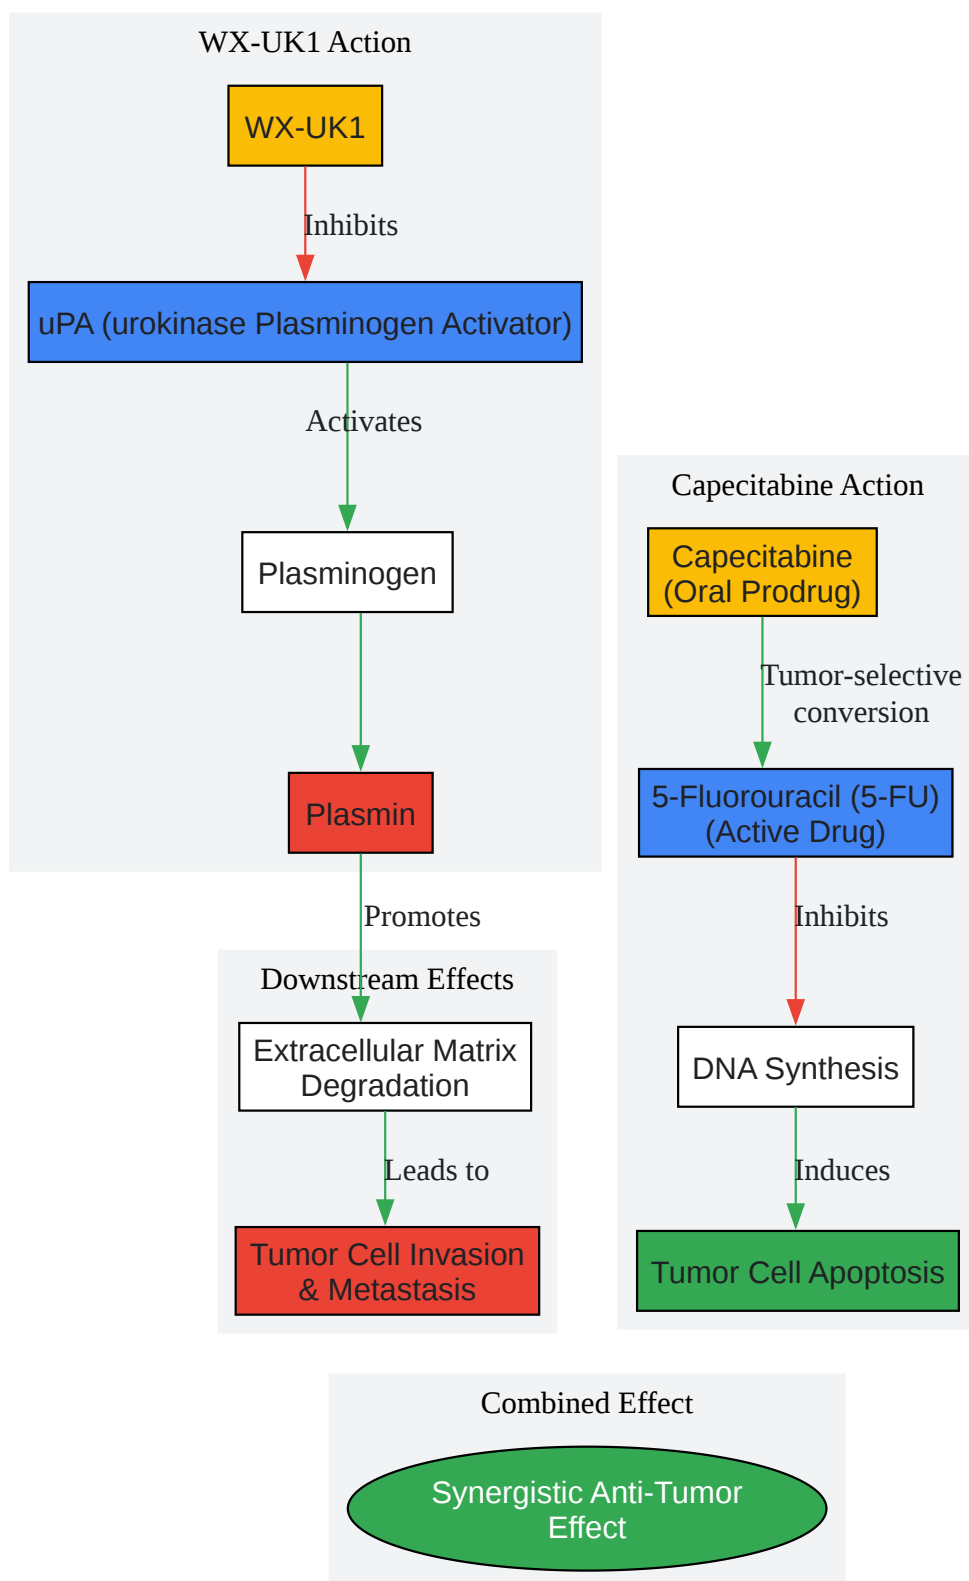 WX-UK1 Action
WX-UK1
Inhibits
uPA (urokinase Plasminogen Activator)
Activates
Plasminogen
Plasmin
Promotes
Downstream Effects
Extracellular Matrix
Degradation
Leads to
Tumor Cell Invasion
& Metastasis
Capecitabine Action
Capecitabine
(Oral Prodrug)
Tumor-selective
conversion
5-Fluorouracil (5-FU)
(Active Drug)
Inhibits
DNA Synthesis
Induces
Tumor Cell Apoptosis
Combined Effect
Synergistic Anti-Tumor
Effect